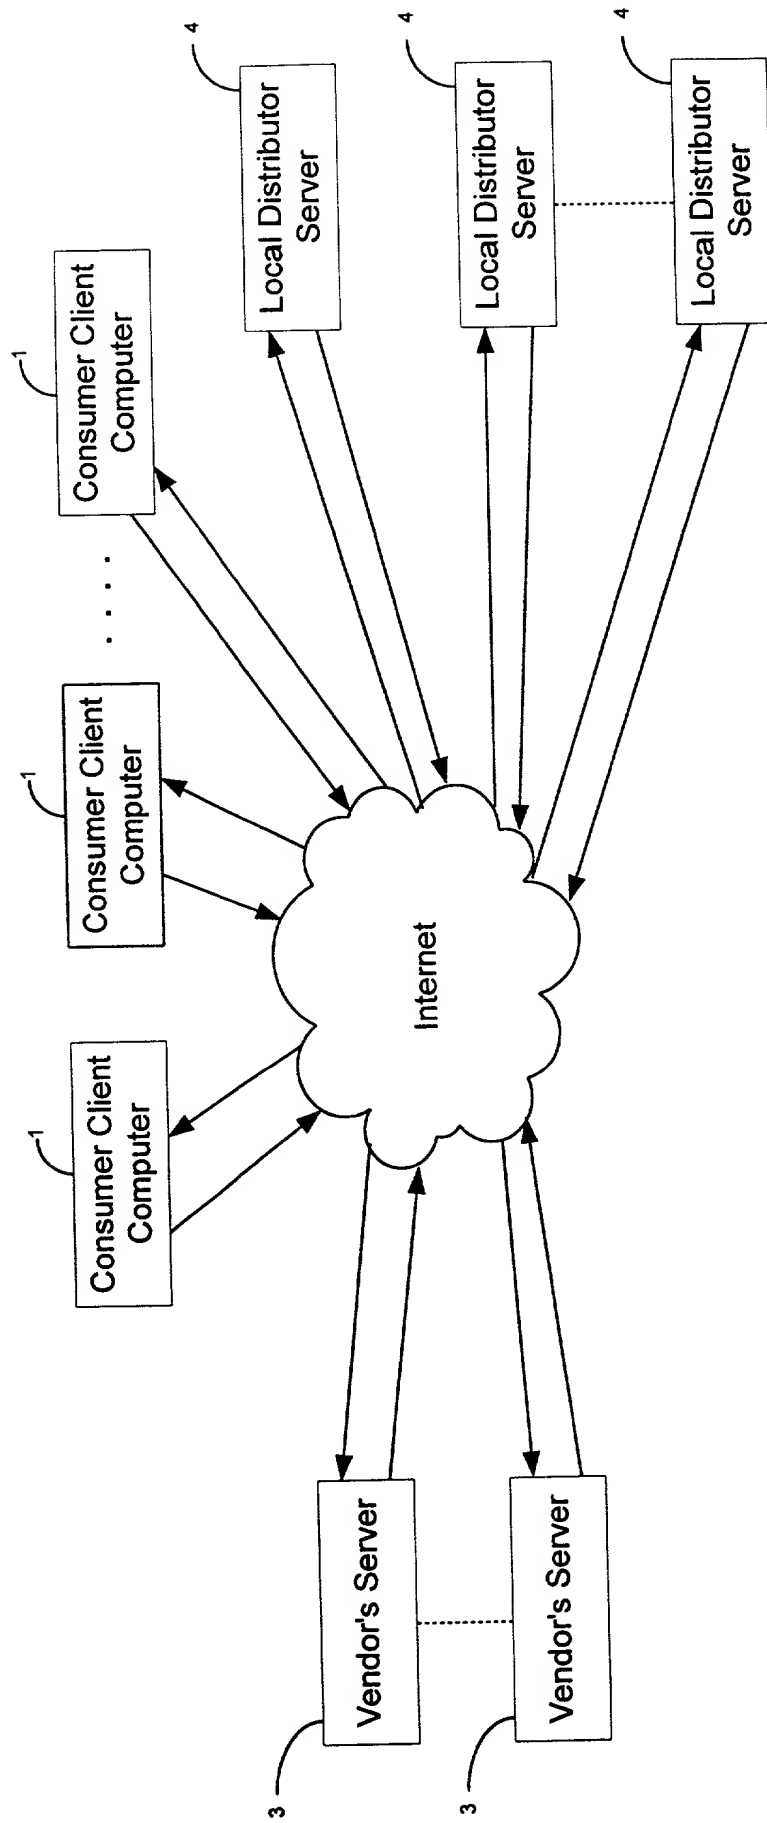 1
Consumer Client
Computer
1
Consumer Client
Computer
. . . .
1
Consumer Client
Computer
3
Vendor's Server
3
Vendor's Server
Internet
4
Local Distributor
Server
4
Local Distributor
Server
4
Local Distributor
Server